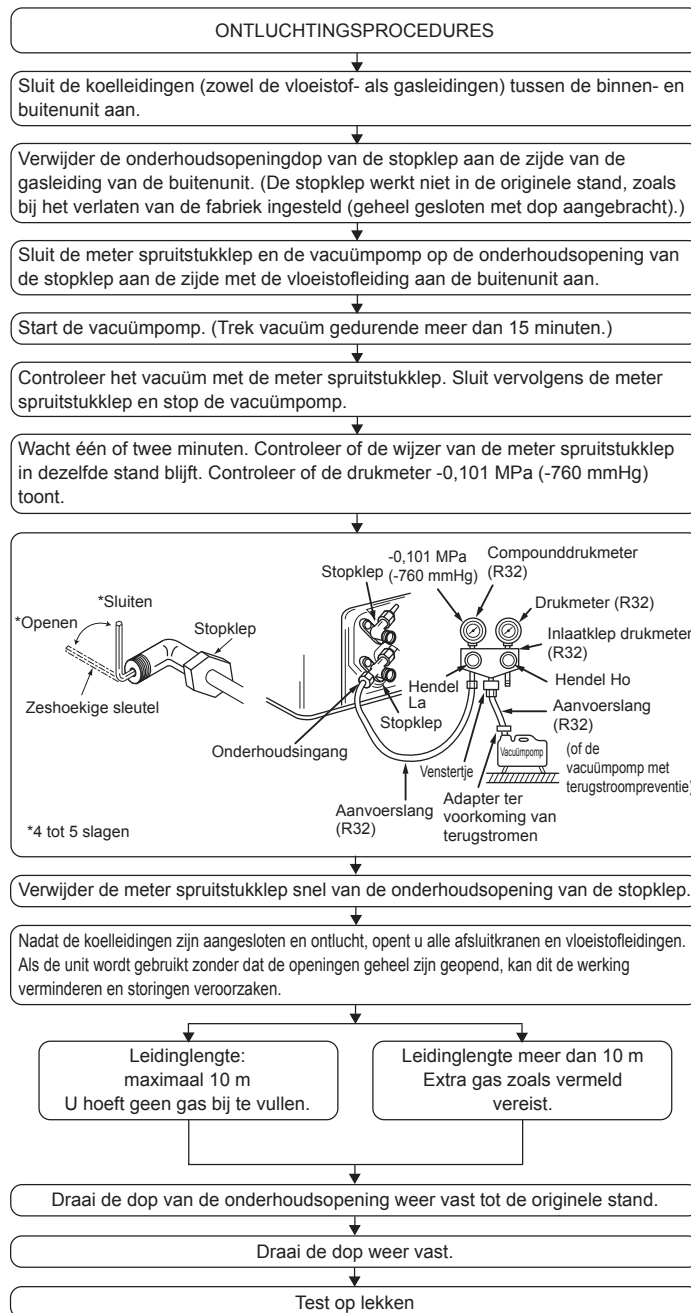 ONTLUCHTINGSPROCEDURES
Sluit de koelleidingen (zowel de vloeistof- als gasleidingen) tussen de binnen- en
buitenunit aan.
Verwijder de onderhoudsopeningdop van de stopklep aan de zijde van de
gasleiding van de buitenunit. (De stopklep werkt niet in de originele stand, zoals
bij het verlaten van de fabriek ingesteld (geheel gesloten met dop aangebracht).)
Sluit de meter spruitstukklep en de vacuümpomp op de onderhoudsopening van
de stopklep aan de zijde met de vloeistofleiding aan de buitenunit aan.
Start de vacuümpomp. (Trek vacuüm gedurende meer dan 15 minuten.)
Controleer het vacuüm met de meter spruitstukklep. Sluit vervolgens de meter
spruitstukklep en stop de vacuümpomp.
Wacht één of twee minuten. Controleer of de wijzer van de meter spruitstukklep
in dezelfde stand blijft. Controleer of de drukmeter -0,101 MPa (-760 mmHg)
toont.
*Sluiten
*Openen
Stopklep
Zeshoekige sleutel
*4 tot 5 slagen
Stopklep
-0,101 MPa
(-760 mmHg)
Compounddrukmeter
(R32)
Drukmeter (R32)
Inlaatklep drukmeter
(R32)
Hendel
La
Hendel Ho
Stopklep
Onderhoudsingang
Aanvoerslang
(R32)
Venstertje
Vacuümpomp
(of de
vacuümpomp met
terugstroompreventie)
Aanvoerslang
(R32)
Adapter ter
voorkoming van
terugstromen
Verwijder de meter spruitstukklep snel van de onderhoudsopening van de stopklep.
Nadat de koelleidingen zijn aangesloten en ontlucht, opent u alle afsluitkranen en vloeistofleidingen.
Als de unit wordt gebruikt zonder dat de openingen geheel zijn geopend, kan dit de werking
verminderen en storingen veroorzaken.
Leidinglengte:
maximaal 10 m
U hoeft geen gas bij te vullen.
Leidinglengte meer dan 10 m
Extra gas zoals vermeld
vereist.
Draai de dop van de onderhoudsopening weer vast tot de originele stand.
Draai de dop weer vast.
Test op lekken